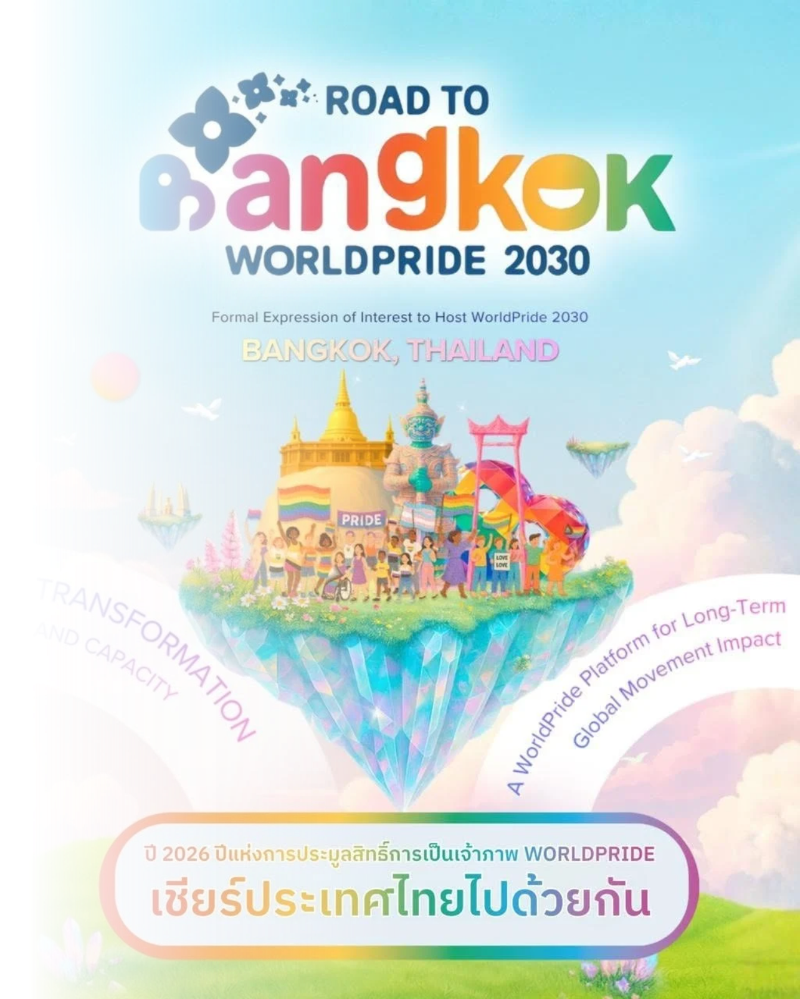 ROAD TO
Bangkok
WORLDPRIDE 2030
Formal Expression of Interest to Host WorldPride 2030
BANGKOK, THAILAND
PRIDE
LOVE
LOVE
TRANSFORMATION
AND CAPACITY
A WorldPride Platform for Long-Term
Global Movement Impact
ปี 2026 ปีแห่งการประมูลสิทธิ์การเป็นเจ้าภาพ WORLDPRIDE
เชียร์ประเทศไทยไปด้วยกัน